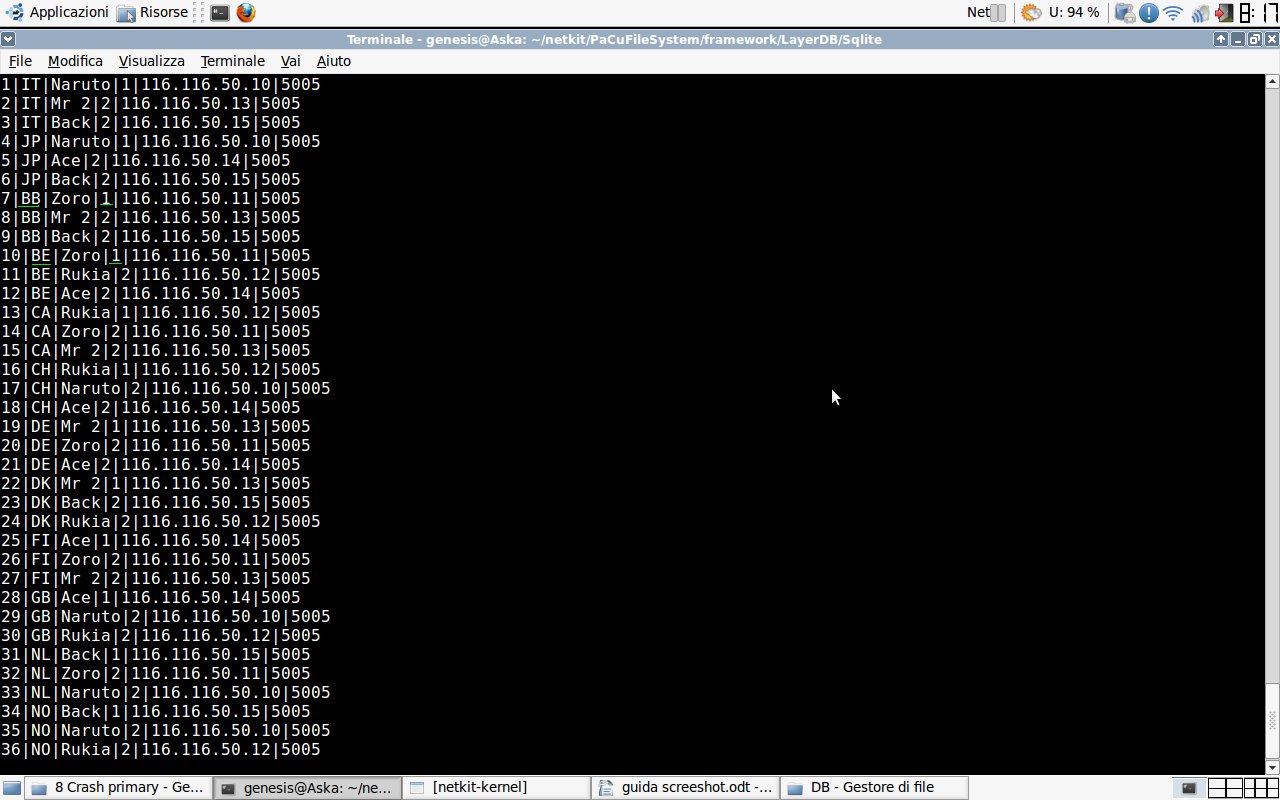 Applicazioni Risorse Net U: 94 % 8:17
Terminale - genesis@Aska: ~/netkit/PaCuFileSystem/framework/LayerDB/Sqlite
File Modifica Visualizza Terminale Vai Aiuto
1|IT|Naruto|1|116.116.50.10|5005
2|IT|Mr 2|2|116.116.50.13|5005
3|IT|Back|2|116.116.50.15|5005
4|JP|Naruto|1|116.116.50.10|5005
5|JP|Ace|2|116.116.50.14|5005
6|JP|Back|2|116.116.50.15|5005
7|BB|Zoro|1|116.116.50.11|5005
8|BB|Mr 2|2|116.116.50.13|5005
9|BB|Back|2|116.116.50.15|5005
10|BE|Zoro|1|116.116.50.11|5005
11|BE|Rukia|2|116.116.50.12|5005
12|BE|Ace|2|116.116.50.14|5005
13|CA|Rukia|1|116.116.50.12|5005
14|CA|Zoro|2|116.116.50.11|5005
15|CA|Mr 2|2|116.116.50.13|5005
16|CH|Rukia|1|116.116.50.12|5005
17|CH|Naruto|2|116.116.50.10|5005
18|CH|Ace|2|116.116.50.14|5005
19|DE|Mr 2|1|116.116.50.13|5005
20|DE|Zoro|2|116.116.50.11|5005
21|DE|Ace|2|116.116.50.14|5005
22|DK|Mr 2|1|116.116.50.13|5005
23|DK|Back|2|116.116.50.15|5005
24|DK|Rukia|2|116.116.50.12|5005
25|FI|Ace|1|116.116.50.14|5005
26|FI|Zoro|2|116.116.50.11|5005
27|FI|Mr 2|2|116.116.50.13|5005
28|GB|Ace|1|116.116.50.14|5005
29|GB|Naruto|2|116.116.50.10|5005
30|GB|Rukia|2|116.116.50.12|5005
31|NL|Back|1|116.116.50.15|5005
32|NL|Zoro|2|116.116.50.11|5005
33|NL|Naruto|2|116.116.50.10|5005
34|NO|Back|1|116.116.50.15|5005
35|NO|Naruto|2|116.116.50.10|5005
36|NO|Rukia|2|116.116.50.12|5005
8 Crash primary - Ge... genesis@Aska: ~/ne... [netkit-kernel] guida screeshot.odt -... DB - Gestore di file